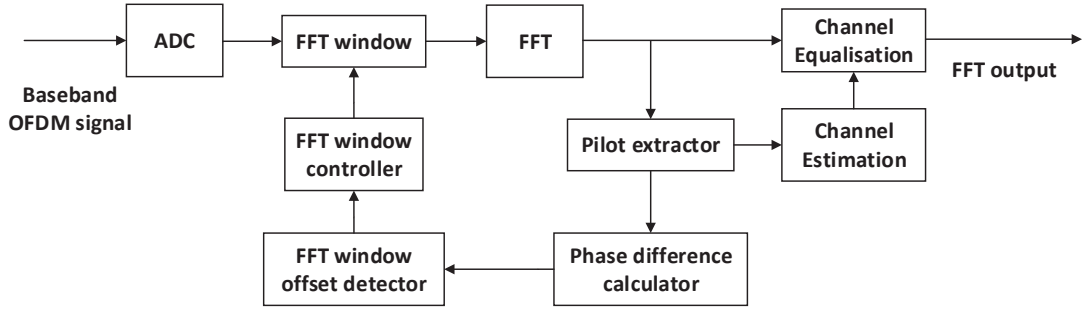 ADC
FFT window
FFT
Channel
Equalisation
FFT output
Baseband
OFDM signal
FFT window
controller
Pilot extractor
Channel
Estimation
FFT window
offset detector
Phase difference
calculator